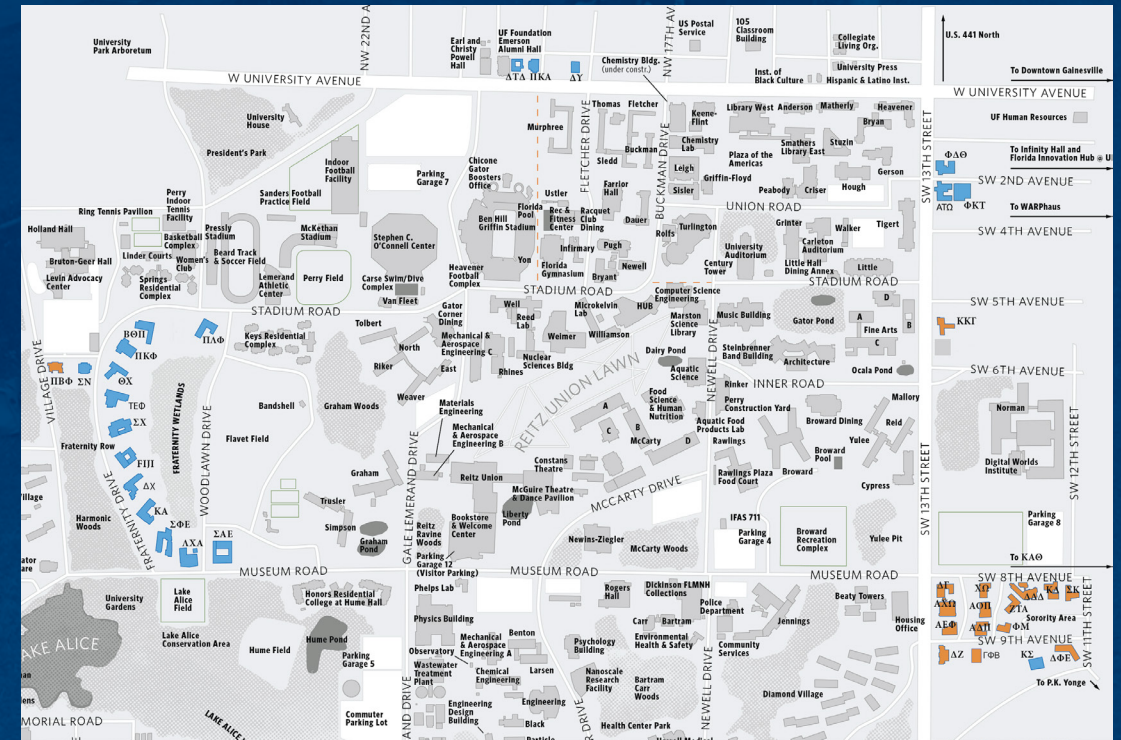 University
Park Arboretum
NW 22ND A
Earl and
Christy
Powell
Hall
UF Foundation
Emerson
Alumni Hall
ΔΤΔ
ΠΚΑ
ΔΥ
Chemistry Bldg.
(under constr.)
NW 17TH AV
US Postal
Service
105
Classroom
Building
Collegiate
Living Org.
University Press
Inst. of
Black Culture
Hispanic & Latino Inst.
U.S. 441 North
To Downtown Gainesville
W UNIVERSITY AVENUE
W UNIVERSITY AVENUE
University
House
President's Park
Indoor
Football
Facility
Parking
Garage 7
Chicone
Gator
Boosters
Office
Murphree
FLETCHER DRIVE
Thomas
Fletcher
Sledd
Buckman
BUCKMAN DRIVE
Keene-
Flint
Chemistry
Lab
Leigh
Griffin-Floyd
Sisler
Library West
Anderson
Matherly
Heavener
Bryan
Plaza of the
Americas
Smathers
Library East
Stuzin
Gerson
Peabody
Criser
Hough
SW 13TH STREET
UF Human Resources
To Infinity Hall and
Florida Innovation Hub @ U
ΦΔΘ
SW 2ND AVENUE
ΑΤΩ
ΦΚΤ
To WARPhaus
SW 4TH AVENUE
Perry
Indoor
Tennis
Facility
Sanders Football
Practice Field
Ring Tennis Pavilion
Holland Hall
Bruton-Geer Hall
Levin Advocacy
Center
Basketball
Complex
Linder Courts
Women's
Club
Springs
Residential
Complex
Pressly
Stadium
Beard Track
& Soccer Field
McKethan
Stadium
Lemerand
Athletic
Center
Perry Field
Stephen C.
O'Connell Center
Carse Swim/Dive
Complex
Van Fleet
Ben Hill
Griffin Stadium
Florida
Pool
Yon
Heavener
Football
Complex
Ustler
Rec &
Fitness
Center
Racquet
Club
Dining
Farrior
Hall
Dauer
Infirmary
Pugh
Florida
Gymnasium
Newell
Bryant
Rolfs
UNION ROAD
Turlington
University
Auditorium
Century
Tower
Grinter
Walker
Tigert
Carleton
Auditorium
Little Hall
Dining Annex
Little
STADIUM ROAD
STADIUM ROAD
STADIUM ROAD
Computer Science
Engineering
SW 5TH AVENUE
ΚΚΓ
SW 6TH AVENUE
Gator
Corner
Dining
Well
Reed
Lab
Microkelvin
Lab
HUB
Weimer
Williamson
Marston
Science
Library
Music Building
Gator Pond
D
A
B
Fine Arts
C
Tolbert
North
Riker
East
Weaver
Mechanical &
Aerospace
Engineering C
Nuclear
Sciences Bldg
Rhines
Dairy Pond
Aquatic
Science
Steinbrenner
Band Building
Architecture
Ocala Pond
NEWELL DRIVE
INNER ROAD
ΒΘΠ
ΠΚΦ
ΠΛΦ
Keys Residential
Complex
VILLAGE DRIVE
ΠΒΦ
ΣΝ
ΘΧ
ΤΕΦ
ΣΧ
FRATERNITY WETLANDS
WOODLAWN DRIVE
Fraternity Row
FIJI
ΔΧ
ΚΑ
ΣΦΕ
ΛΧΑ
ΣΑΕ
FRATERNITY DRIVE
Harmonic
Woods
Bandshell
Graham Woods
Flavet Field
Graham
Trusler
Simpson
Graham
Pond
GALE LEMERAND DRIVE
Materials
Engineering
Mechanical
& Aerospace
Engineering B
REITZ UNION LAWN
Reitz Union
Constans
Theatre
McGuire Theatre
& Dance Pavilion
Liberty
Pond
Bookstore
& Welcome
Center
Reitz
Ravine
Woods
Parking
Garage 12
(Visitor Parking)
A
B
C
D
McCarty
Food
Science
& Human
Nutrition
Rinker
Perry
Construction Yard
Aquatic Food
Products Lab
Rawlings
Broward Dining
Mallory
Reid
Yulee
Broward
Pool
Rawlings Plaza
Food Court
Broward
Cypress
MCCARTY DRIVE
Newins-Ziegler
McCarty Woods
IFAS 711
Parking
Garage 4
Broward
Recreation
Complex
Yulee Pit
SW 13TH STREET
Norman
Digital Worlds
Institute
SW 12TH STREET
Parking
Garage 8
To ΚΑΘ
MUSEUM ROAD
MUSEUM ROAD
MUSEUM ROAD
SW 8TH AVENUE
ΔΓ
ΧΩ
ΔΔΔ
ΚΔ
ΣΚ
ΑΧΩ
ΑΟΠ
ΖΤΑ
Sorority Area
ΑΕΦ
ΑΔΠ
ΦΜ
SW 9TH AVENUE
SW 11TH STREET
ΔΖ
ΓΦΒ
ΚΣ
ΔΦΕ
To P.K. Yonge
University
Gardens
Lake
Alice
Field
Lake Alice
Conservation Area
Honors Residential
College at Hume Hall
Hume Pond
Hume Field
Parking
Garage S
Commuter
Parking Lot
AKE ALICE
MORIAL ROAD
LAKE ALICE
Phelps Lab
Physics Building
Observatory
Wastewater
Treatment
Plant
Mechanical
& Aerospace
Engineering A
Benton
Chemical
Engineering
Larsen
Engineering
Design
Building
Engineering
Black
Particle
AND DRIVE
R DRIVE
Rogers
Hall
Dickinson FLMNH
Collections
Carr
Bartram
Police
Department
Psychology
Building
Environmental
Health & Safety
Community
Services
Nanoscale
Research
Facility
Bartram
Carr
Woods
Health Center Park
NEWELL DRIVE
Jennings
Beaty Towers
Housing
Office
Diamond Village